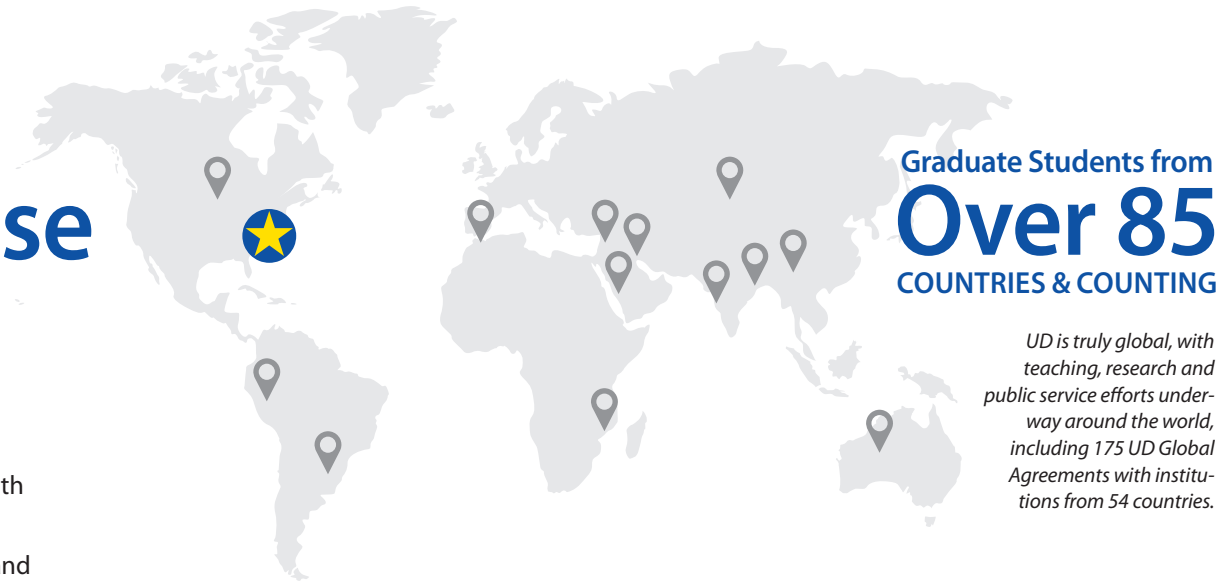 se
Graduate Students from
Over 85
COUNTRIES & COUNTING
UD is truly global, with
teaching, research and
public service efforts under-
way around the world,
including 175 UD Global
Agreements with institu-
tions from 54 countries.
th
nd